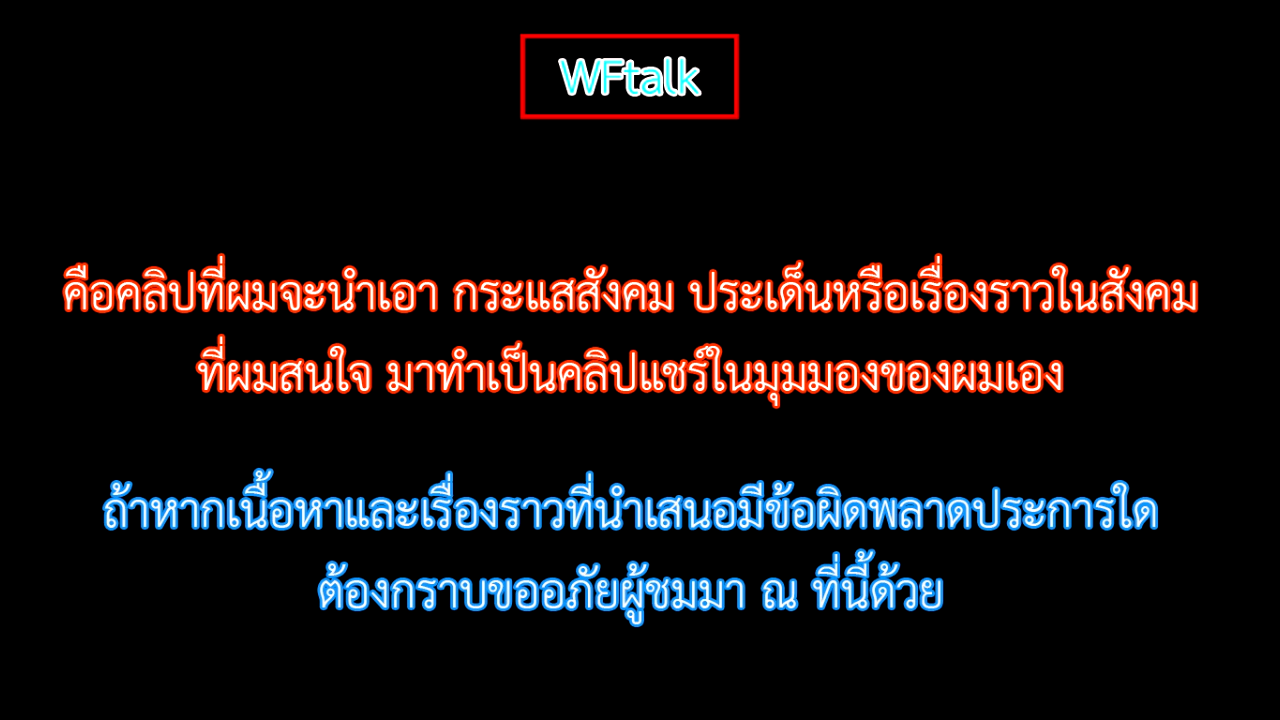 WFtalk
คือคลิปที่ผมจะนำเอา กระแสสังคม ประเด็นหรือเรื่องราวในสังคม
ที่ผมสนใจ มาทำเป็นคลิปแชร์ในมุมมองของผมเอง
ถ้าหากเนื้อหาและเรื่องราวที่นำเสนอมีข้อผิดพลาดประการใด
ต้องกราบขออภัยผู้ชมมา ณ ที่นี้ด้วย